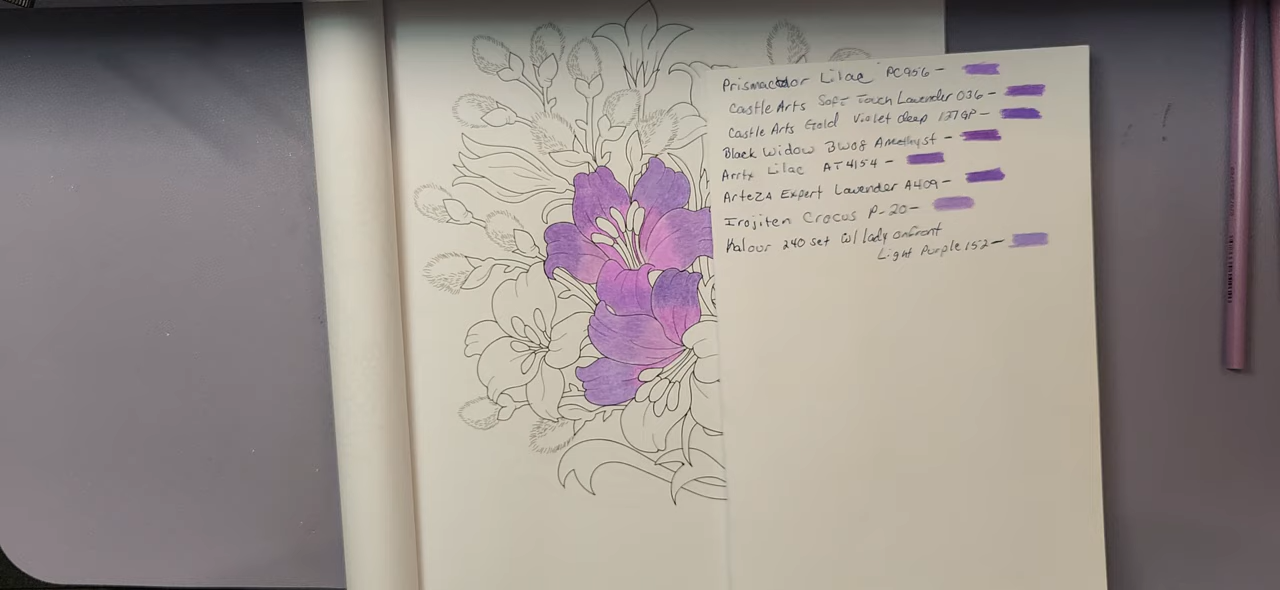 Prismacolor Lilac PC956 -
Castle Arts Soft Touch Lavender 036 -
Castle Arts Gold Violet deep 137GP -
Black Widow BW08 Amethyst -
Arrtx Lilac AT4154 -
ArtezA Expert Lavender A409 -
Irojiten Crocus P-20 -
Kalour 240 set w/ lady on front
Light Purple 152 -